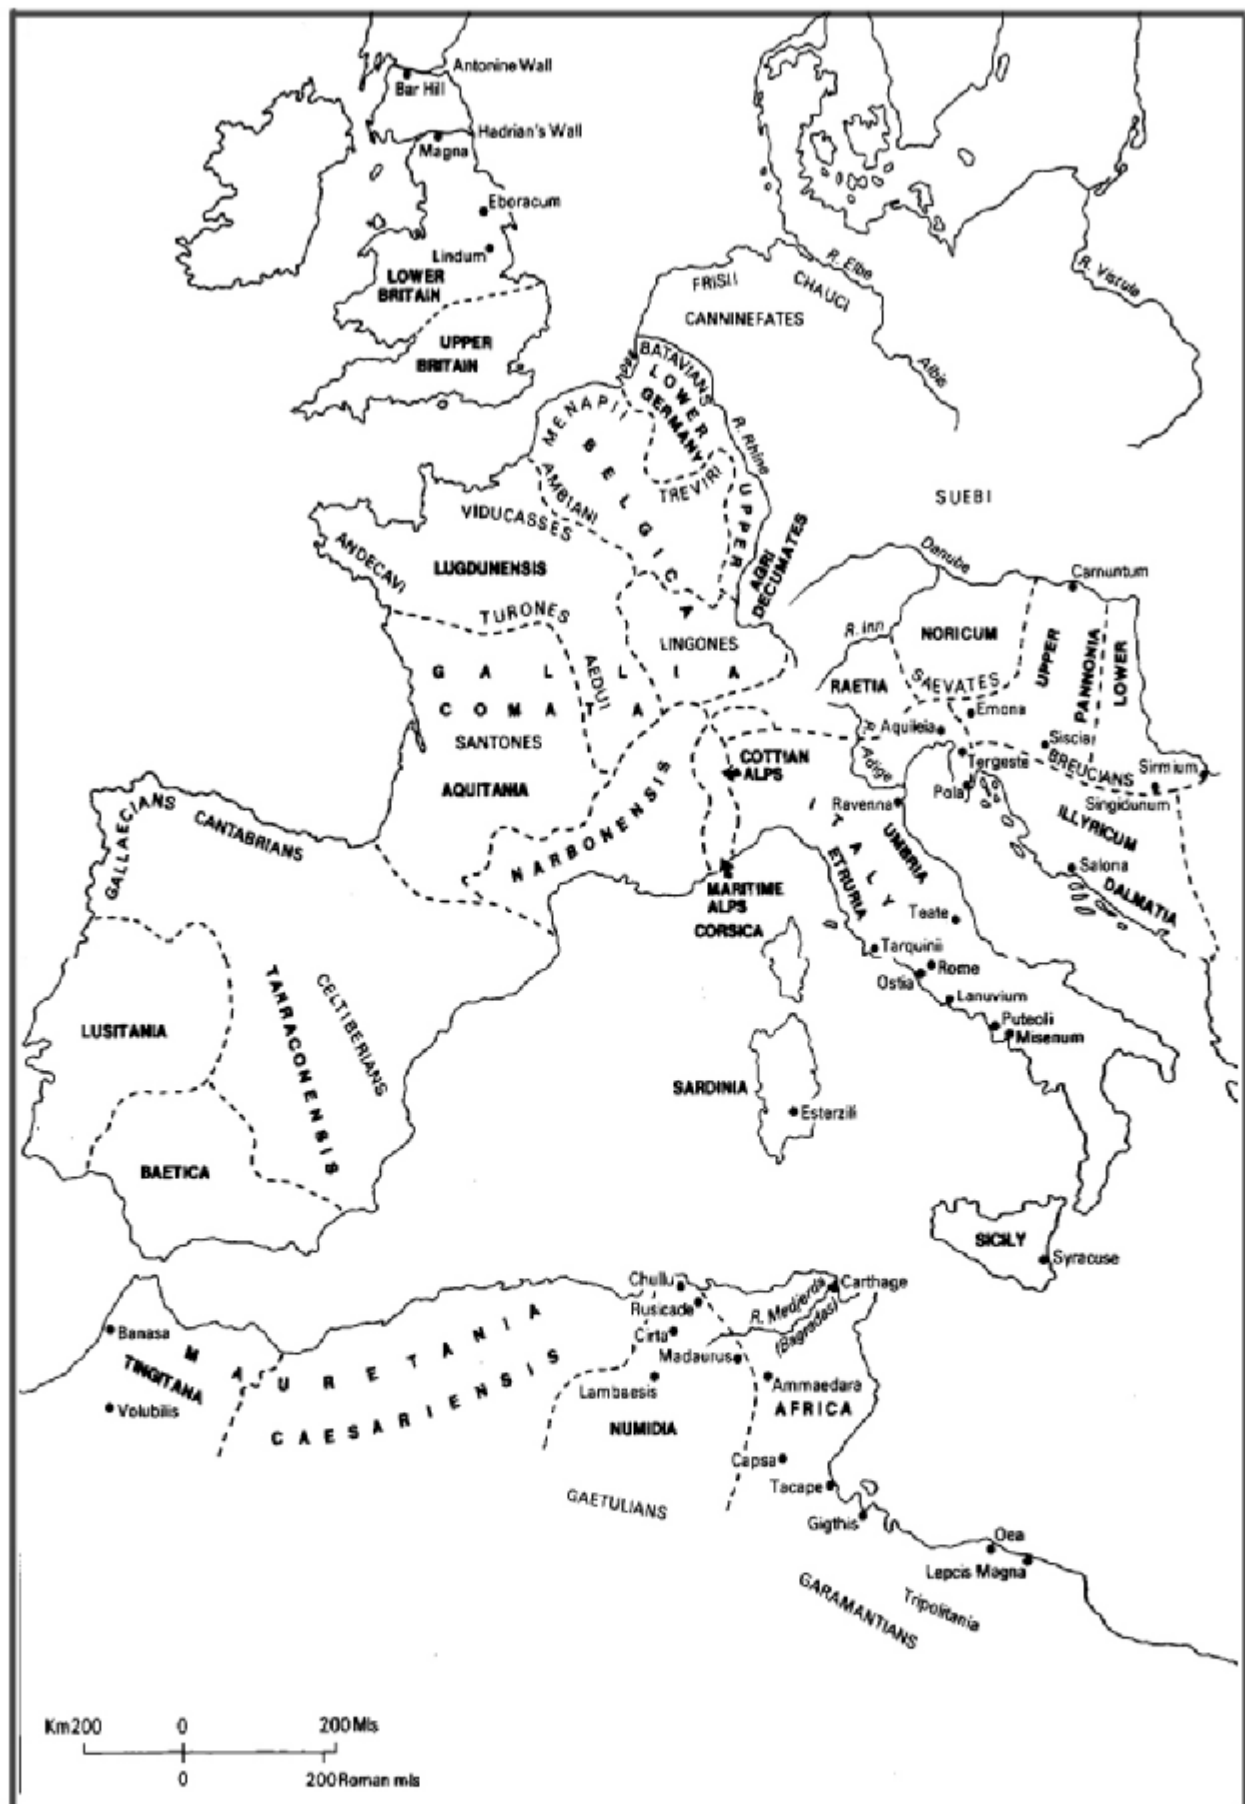 Antonine Wall
Bar Hill
Hadrian's Wall
Magna
Eboracum
Lindum
LOWER
BRITAIN
UPPER
BRITAIN
R. Elbe
R. Vistula
FRISII
CHAUCI
CANNINEFATES
Albis
BATAVIANS
LOWER
GERMANY
R. Rhine
MENAPII
BELGICA
TREVIRI
UPPER
AMBIANI
SUEBI
VIDUCASSES
ANDECAVI
LUGDUNENSIS
AGRI
DECUMATES
Danube
Carnuntum
TURONES
LINGONES
R. Inn
NORICUM
UPPER
PANNONIA
LOWER
GALLIA
AEDUI
RAETIA
SAEVATES
COMATA
Emona
SANTONES
Aquileia
Siscia
COTTIAN
ALPS
R. Adige
Tergeste
BREUCIANS
Sirmium
AQUITANIA
Pola
Singidunum
Ravenna
ILLYRICUM
GALLAECIANS
CANTABRIANS
NARBONENSIS
ITALY
UMBRIA
ETRURIA
Salona
DALMATIA
MARITIME
ALPS
CORSICA
Teate
Tarquinii
Rome
Ostia
Lanuvium
Puteoli
Misenum
LUSITANIA
TARRACONENSIS
CELTIBERIANS
SARDINIA
Esterzili
BAETICA
SICILY
Syracuse
Chullu
Carthage
R. Medjerda
(Bagradas)
Rusicade
Banasa
Cirta
MAURETANIA
TINGITANA
CAESARIENSIS
Madaurus
Lambaesis
Ammaedara
AFRICA
Volubilis
NUMIDIA
Capsa
Tacape
GAETULIANS
Gigthis
Oea
Lepcis Magna
GARAMANTIANS
Tripolitania
Km200 0 200Mls
0 200Roman mls